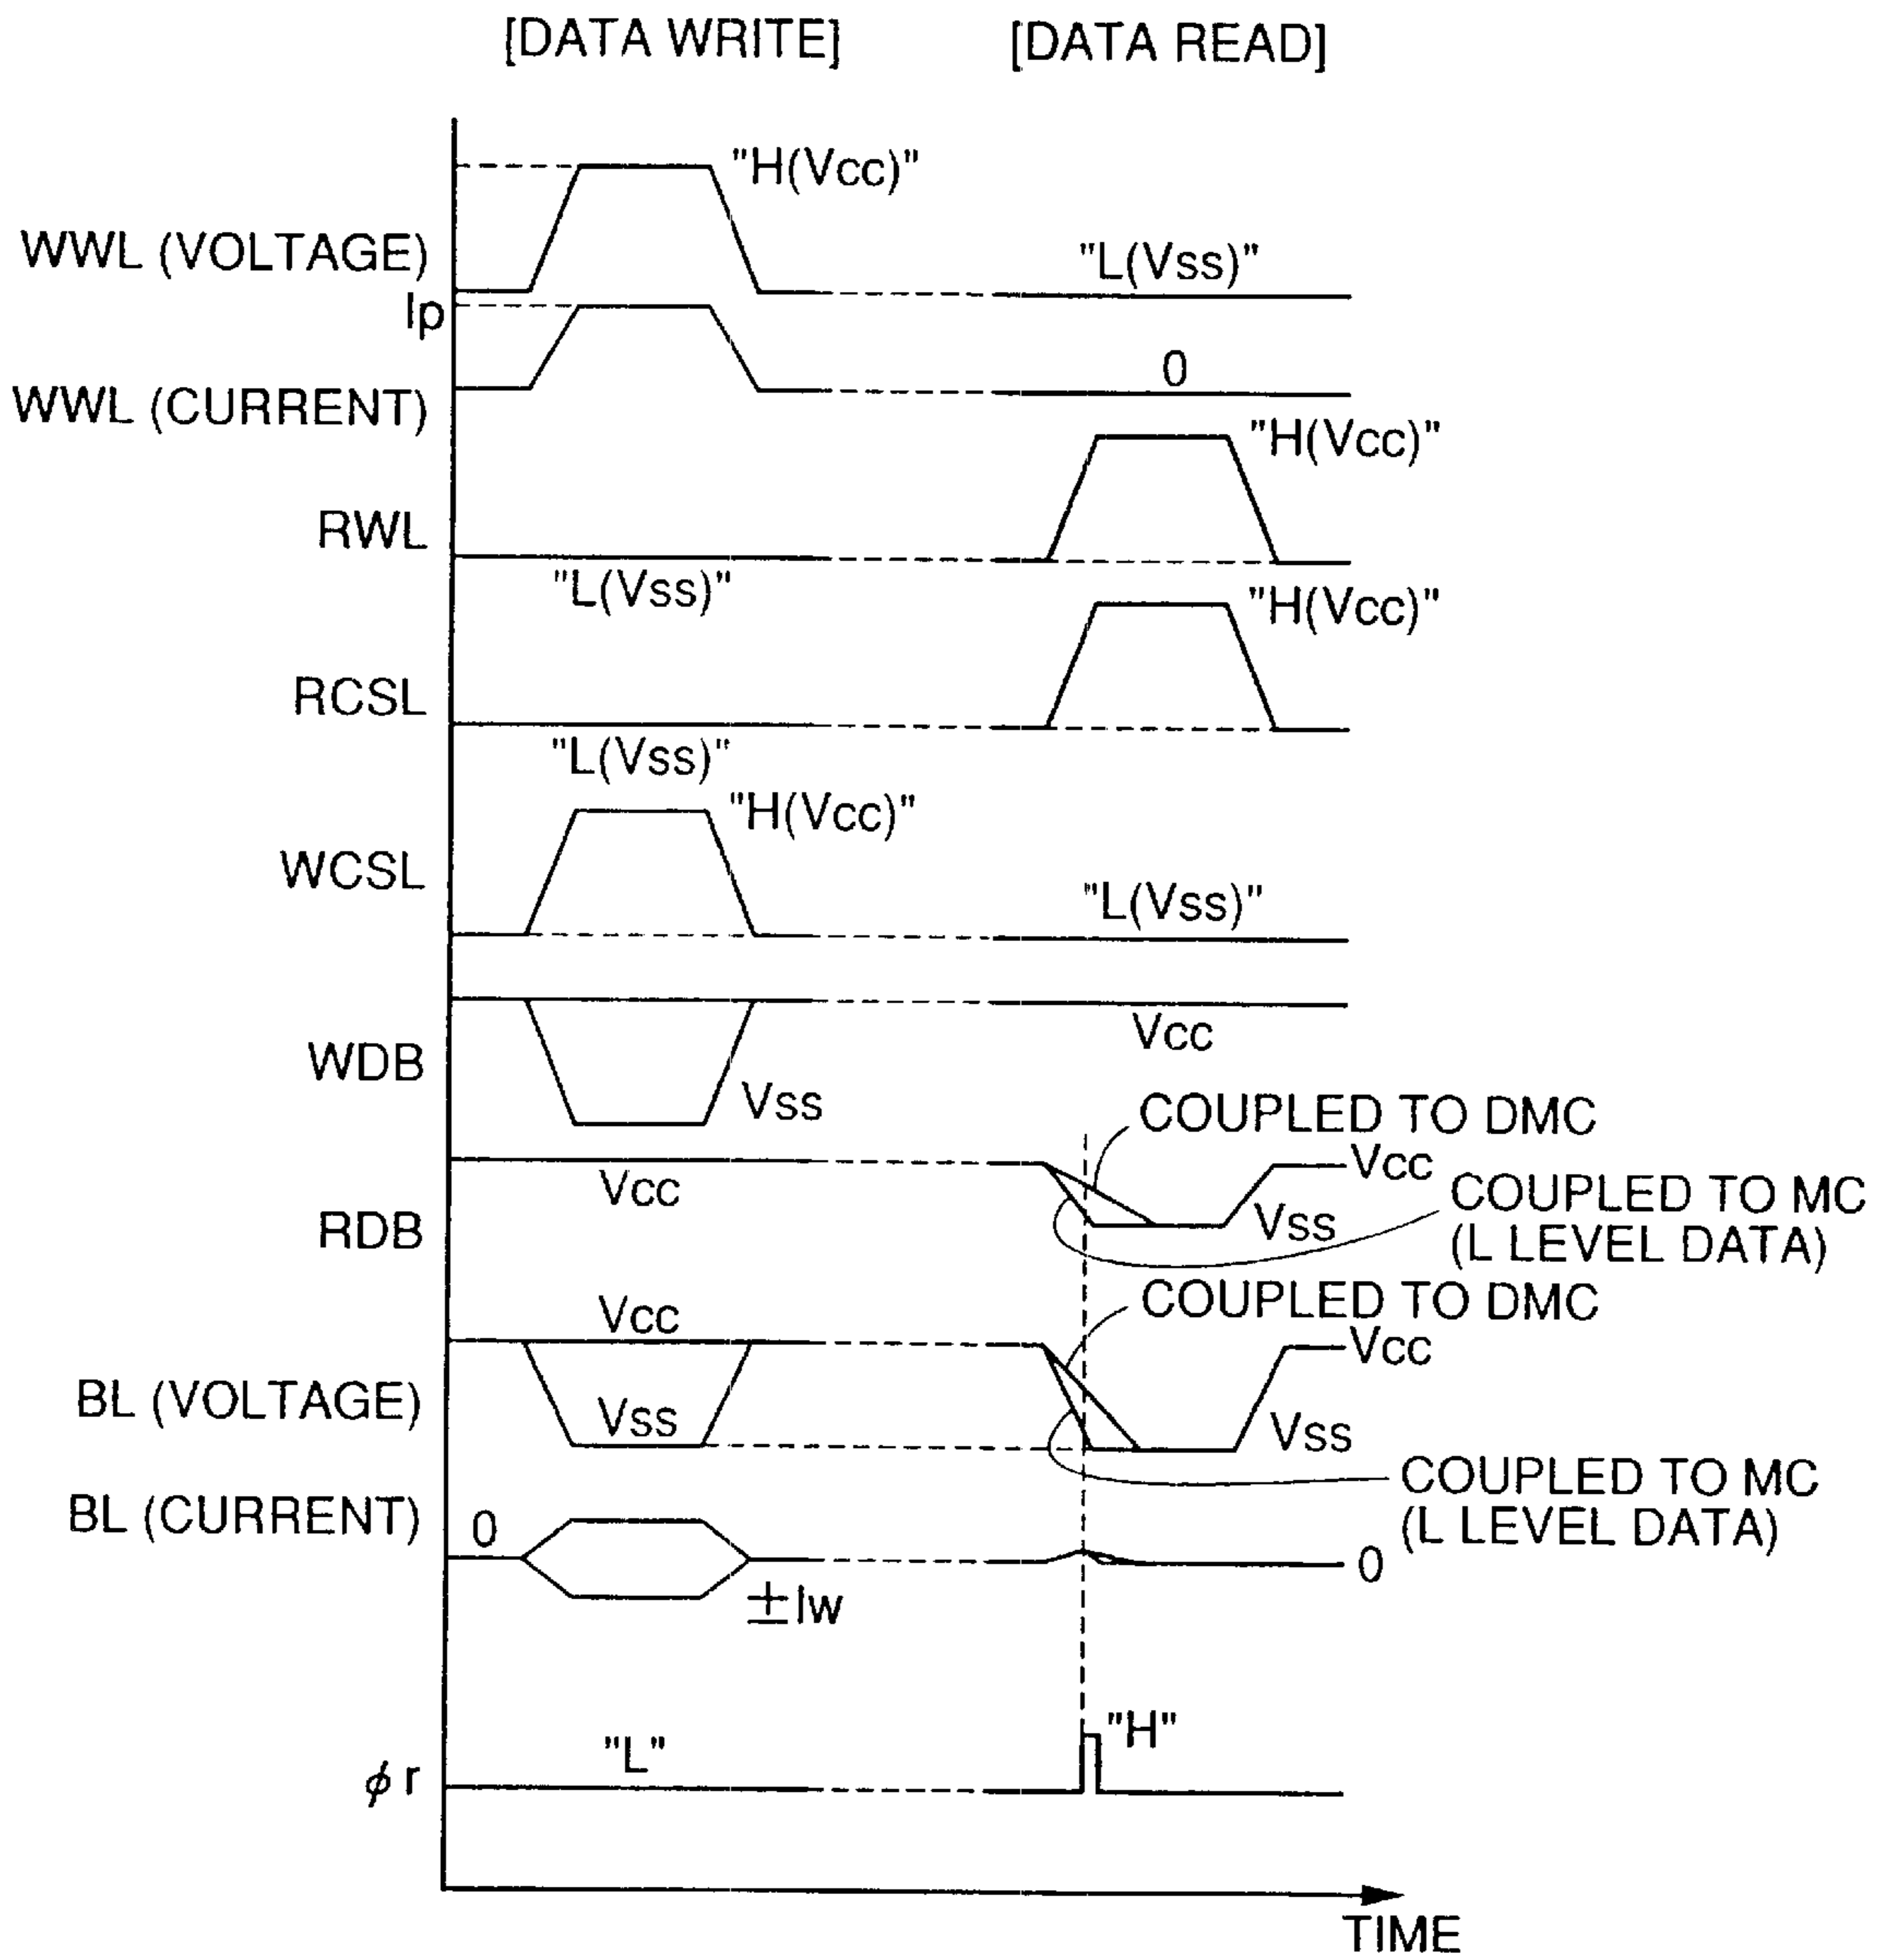 [DATA WRITE] [DATA READ]
"H(Vcc)"
WWL (VOLTAGE)
"L(Vss)"
Ip
0
WWL (CURRENT)
"H(Vcc)"
RWL
"L(Vss)"
"H(Vcc)"
RCSL
"L(Vss)"
"H(Vcc)"
WCSL
"L(Vss)"
Vcc
WDB
Vss
COUPLED TO DMC
Vcc
Vcc
COUPLED TO MC
(L LEVEL DATA)
Vss
RDB
COUPLED TO DMC
Vcc
Vcc
BL (VOLTAGE)
Vss
Vss
COUPLED TO MC
(L LEVEL DATA)
BL (CURRENT)
0
0
±Iw
"H"
"L"
ϕr
TIME